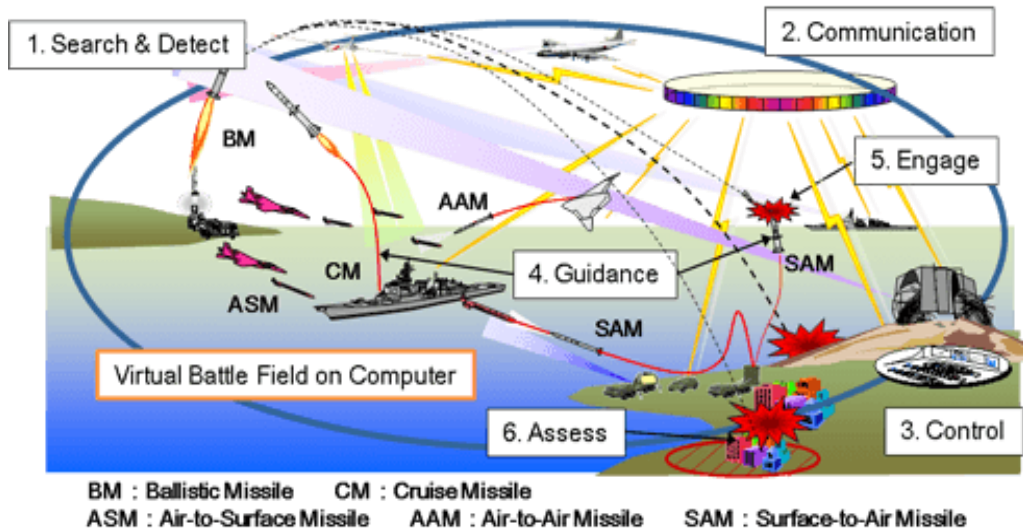 1. Search & Detect
2. Communication
BM
5. Engage
AAM
4. Guidance
SAM
CM
ASM
SAM
Virtual Battle Field on Computer
6. Assess
3. Control
BM : Ballistic Missile CM : Cruise Missile
ASM : Air-to-Surface Missile AAM : Air-to-Air Missile SAM : Surface-to-Air Missile